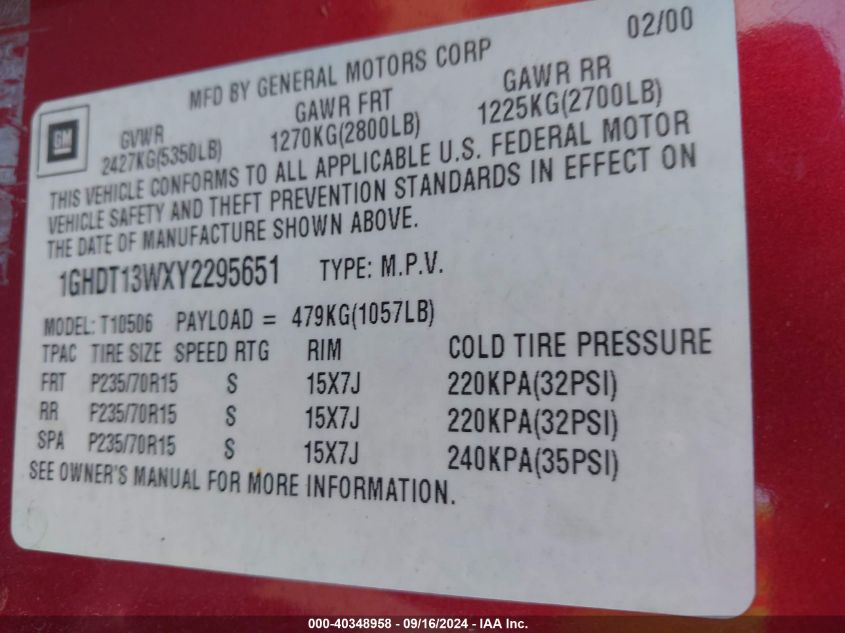 02/00
MFD BY GENERAL MOTORS CORP
GM
GVWR GAWR FRT GAWR RR
2427KG(5350LB) 1270KG(2800LB) 1225KG(2700LB)
THIS VEHICLE CONFORMS TO ALL APPLICABLE U.S. FEDERAL MOTOR
VEHICLE SAFETY AND THEFT PREVENTION STANDARDS IN EFFECT ON
THE DATE OF MANUFACTURE SHOWN ABOVE.
1GHDT13WXY2295651 TYPE: M.P.V.
MODEL: T10506 PAYLOAD = 479KG(1057LB)
TPAC TIRE SIZE SPEED RTG RIM COLD TIRE PRESSURE
FRT P235/70R15 S 15X7J 220KPA(32PSI)
RR P235/70R15 S 15X7J 220KPA(32PSI)
SPA P235/70R15 S 15X7J 240KPA(35PSI)
SEE OWNER'S MANUAL FOR MORE INFORMATION.
000-40348958 - 09/16/2024 - IAA Inc.